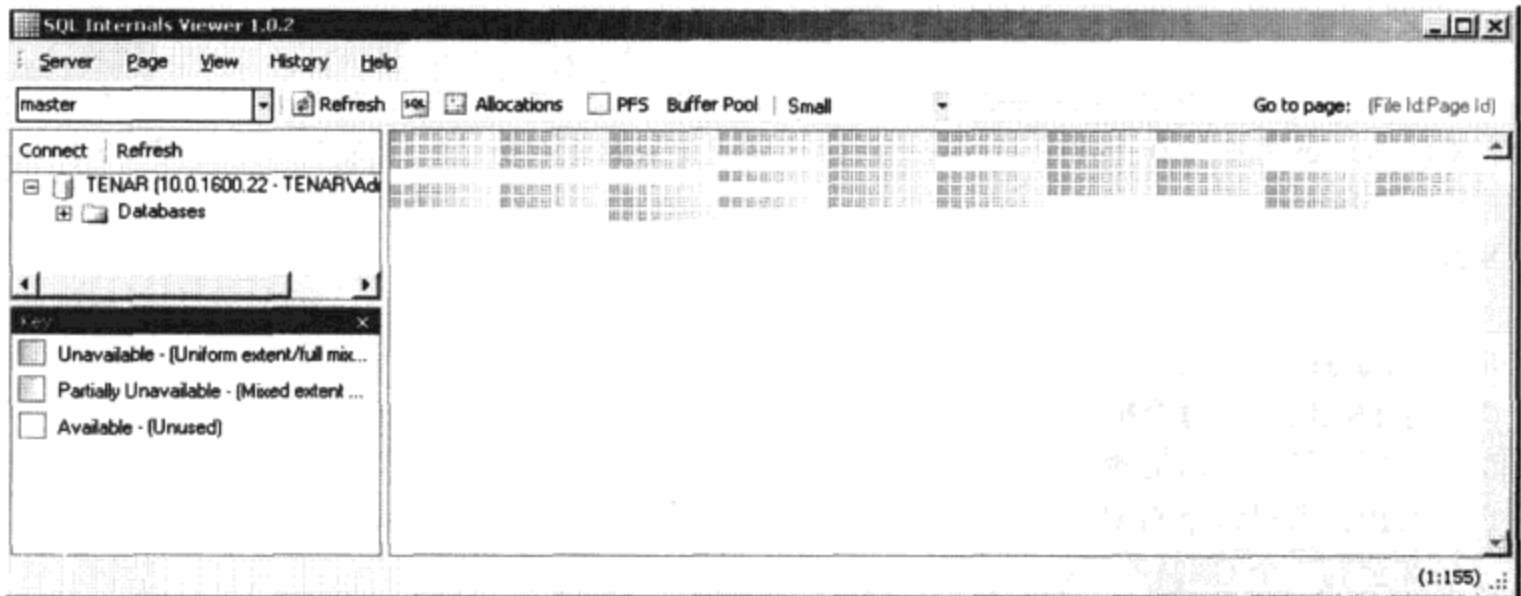 SQL Internals Viewer 1.0.2
Server Page View History Help
master Refresh SQL Allocations PFS Buffer Pool Small Go to page: (File Id:Page Id)
Connect Refresh
TENAR (10.0.1600.22 - TENAR\Adı
Databases
Key
Unavailable - (Uniform extent/full mix...
Partially Unavailable - (Mixed extent ...
Available - (Unused)
(1:155)